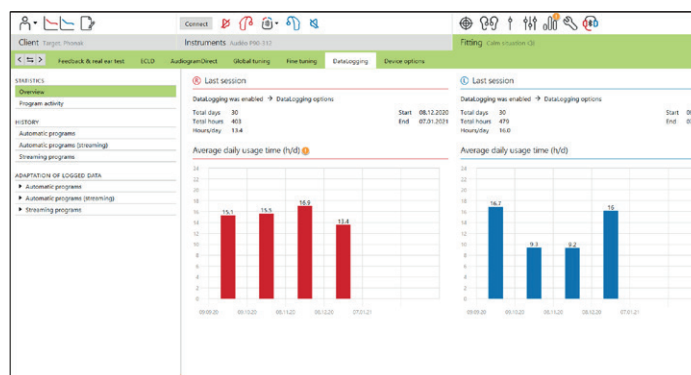 Connect
Client Target, Phonak
Instruments Audéo P90-312
Fitting Calm situation
Feedback & real ear test
ECLD
AudiogramDirect
Global tuning
Fine tuning
DataLogging
Device options
STATISTICS
Overview
Program activity
HISTORY
Automatic programs
Automatic programs (streaming)
Streaming programs
ADAPTATION OF LOGGED DATA
Automatic programs
Automatic programs (streaming)
Streaming programs
R Last session
DataLogging was enabled → DataLogging options
Total days 30 Start 08.12.2020
Total hours 403 End 07.01.2021
Hours/day 13.4
Average daily usage time (h/d)
24
22
20
18
16
14
12
10
8
6
4
2
0
15.1
15.5
16.9
13.4
09.09.20
08.10.20
08.11.20
08.12.20
07.01.21
L Last session
DataLogging was enabled → DataLogging options
Total days 30 Start
Total hours 479 End
Hours/day 16.0
Average daily usage time (h/d)
24
22
20
18
16
14
12
10
8
6
4
2
0
16.7
9.3
9.2
16
09.09.20
08.10.20
08.11.20
08.12.20
07.01.21